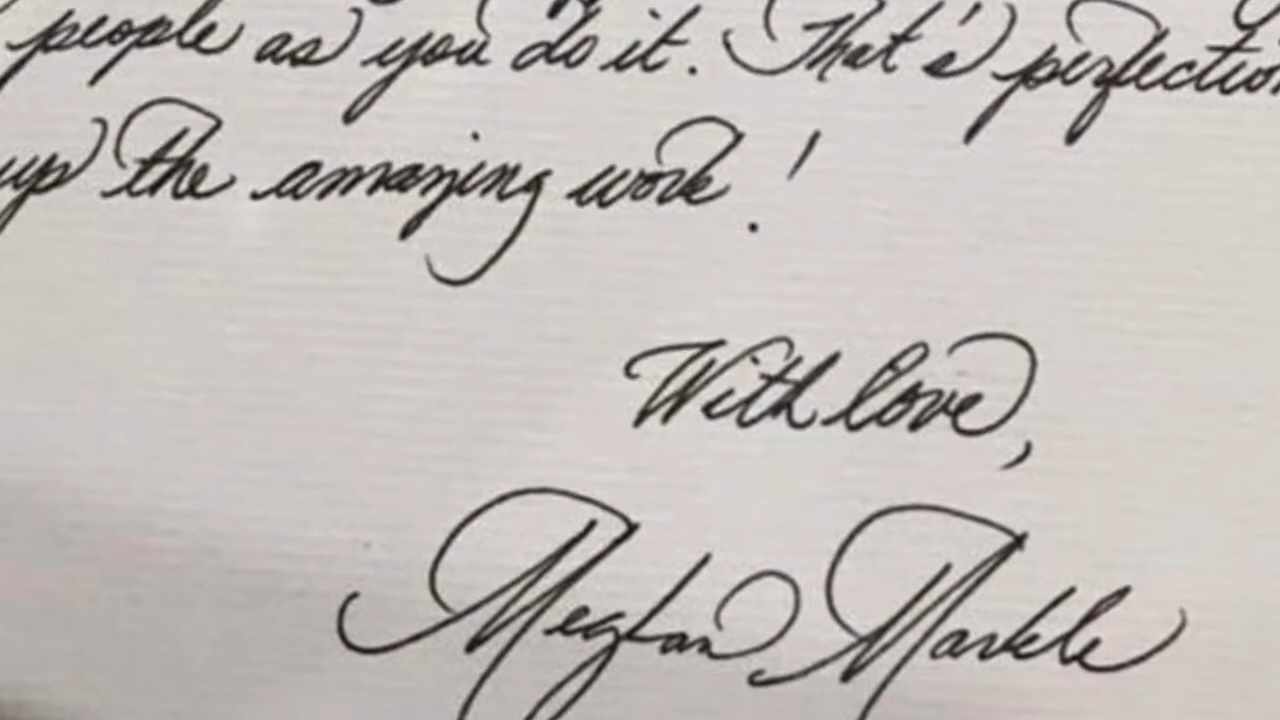 people as you do it. That's perfection
up the amazing work!
With love,
Meghan Markle